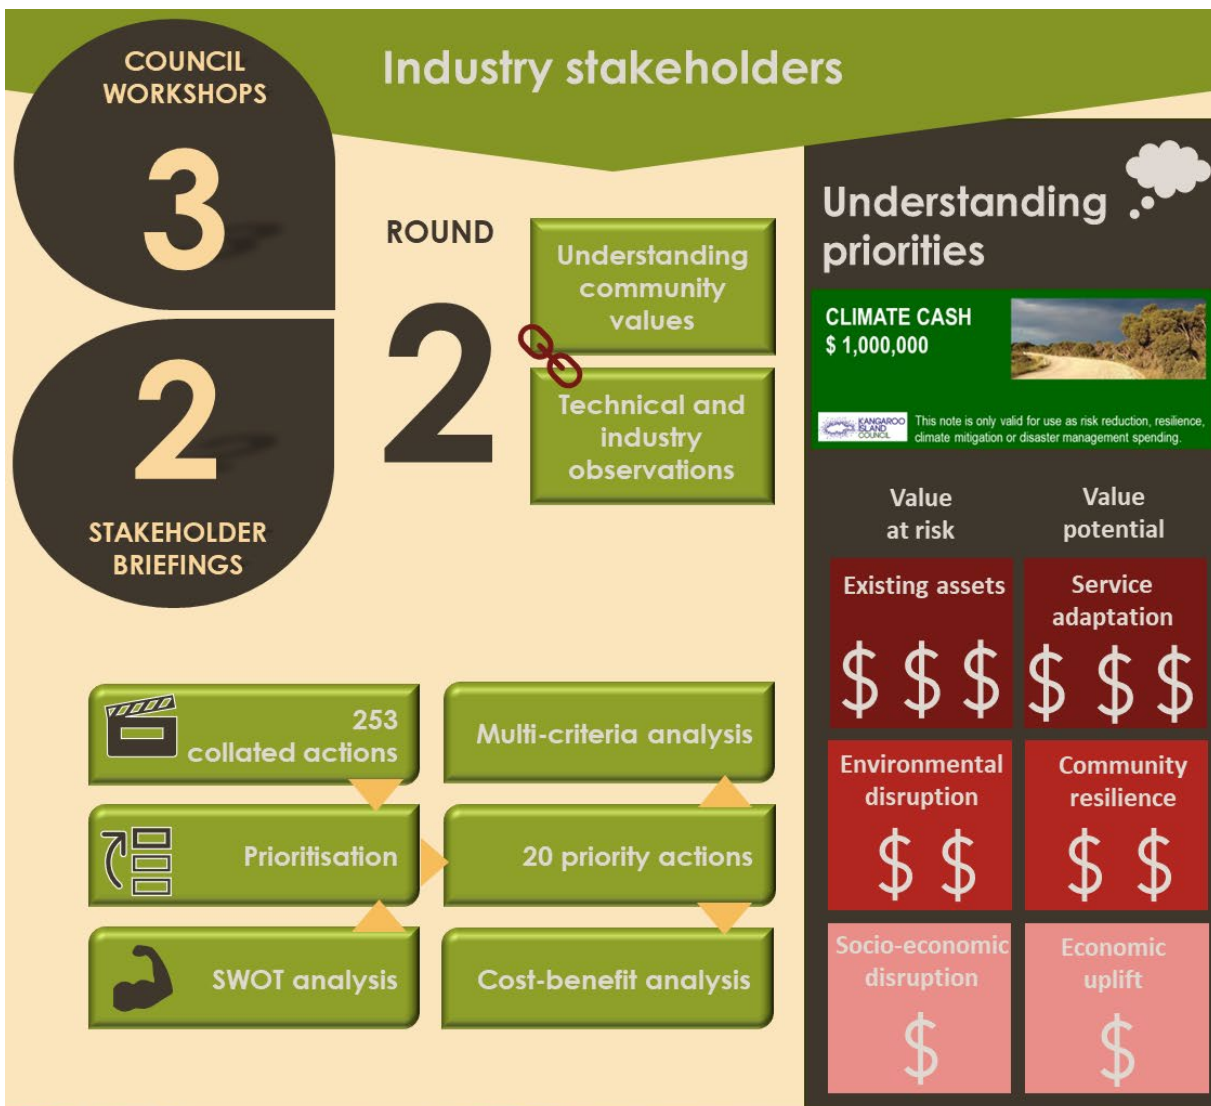 COUNCIL
WORKSHOPS
3
2
STAKEHOLDER
BRIEFINGS
Industry stakeholders
ROUND
2
Understanding
community
values
Technical and
industry
observations
253
collated actions
Prioritisation
SWOT analysis
Multi-criteria analysis
20 priority actions
Cost-benefit analysis
Understanding
priorities
CLIMATE CASH
$ 1,000,000
KANGAROO
ISLAND
COUNCIL
This note is only valid for use as risk reduction, resilience,
climate mitigation or disaster management spending.
Value
at risk
Value
potential
Existing assets
$ $ $
Service
adaptation
$ $ $
Environmental
disruption
$ $
Community
resilience
$ $
Socio-economic
disruption
$
Economic
uplift
$